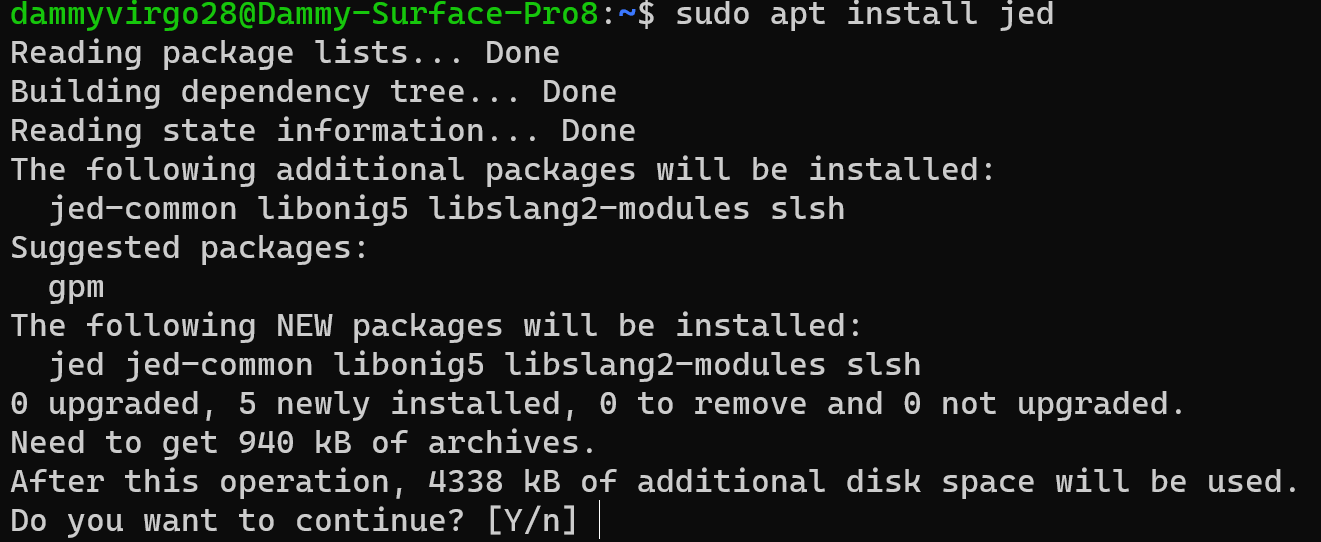 dammyvirgo28@Dammy-Surface-Pro8:~$ sudo apt install jed
Reading package lists... Done
Building dependency tree... Done
Reading state information... Done
The following additional packages will be installed:
  jed-common libonig5 libslang2-modules slsh
Suggested packages:
  gpm
The following NEW packages will be installed:
  jed jed-common libonig5 libslang2-modules slsh
0 upgraded, 5 newly installed, 0 to remove and 0 not upgraded.
Need to get 940 kB of archives.
After this operation, 4338 kB of additional disk space will be used.
Do you want to continue? [Y/n]